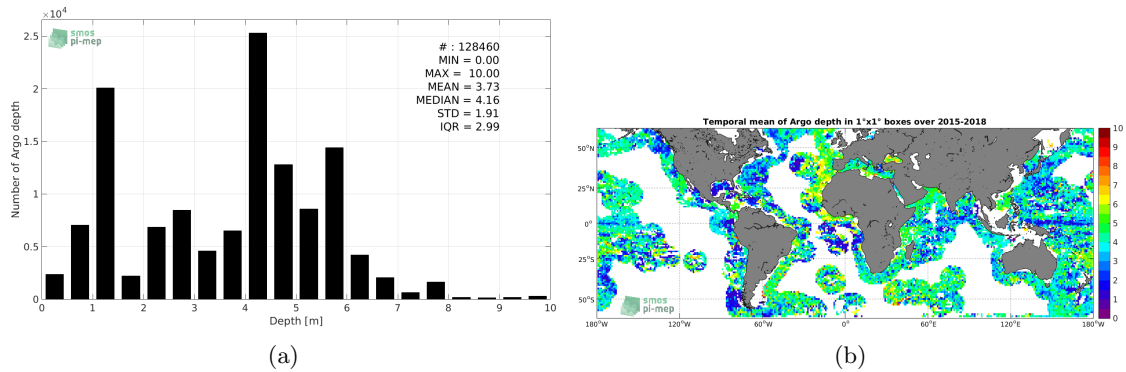 ×10⁴
smos
pi-mep
# : 128460
MIN = 0.00
MAX = 10.00
MEAN = 3.73
MEDIAN = 4.16
STD = 1.91
IQR = 2.99
Number of Argo depth
2.5
2
1.5
1
0.5
0
0 1 2 3 4 5 6 7 8 9 10
Depth [m]
(a)
Temporal mean of Argo depth in 1°x1° boxes over 2015-2018
50°N
25°N
0°
25°S
50°S
smos
pi-mep
180°W 120°W 60°W 0° 60°E 120°E 180°W
10
9
8
7
6
5
4
3
2
1
0
(b)